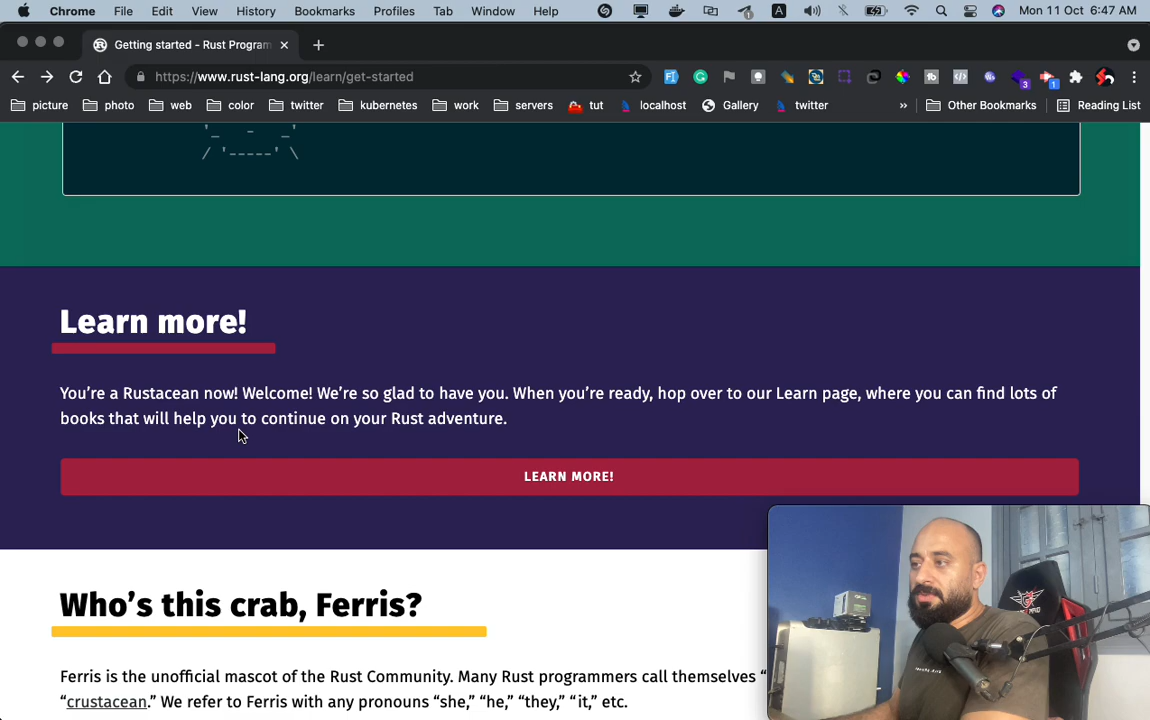 Chrome File Edit View History Bookmarks Profiles Tab Window Help A Mon 11 Oct 6:47 AM
Getting started - Rust Program
https://www.rust-lang.org/learn/get-started
picture photo web color twitter kubernetes work servers tut localhost Gallery twitter » Other Bookmarks Reading List
'_ - _'
/ '-----' \
Learn more!
You’re a Rustacean now! Welcome! We’re so glad to have you. When you’re ready, hop over to our Learn page, where you can find lots of
books that will help you to continue on your Rust adventure.
LEARN MORE!
Who’s this crab, Ferris?
Ferris is the unofficial mascot of the Rust Community. Many Rust programmers call themselves “
“crustacean.” We refer to Ferris with any pronouns “she,” “he,” “they,” “it,” etc.